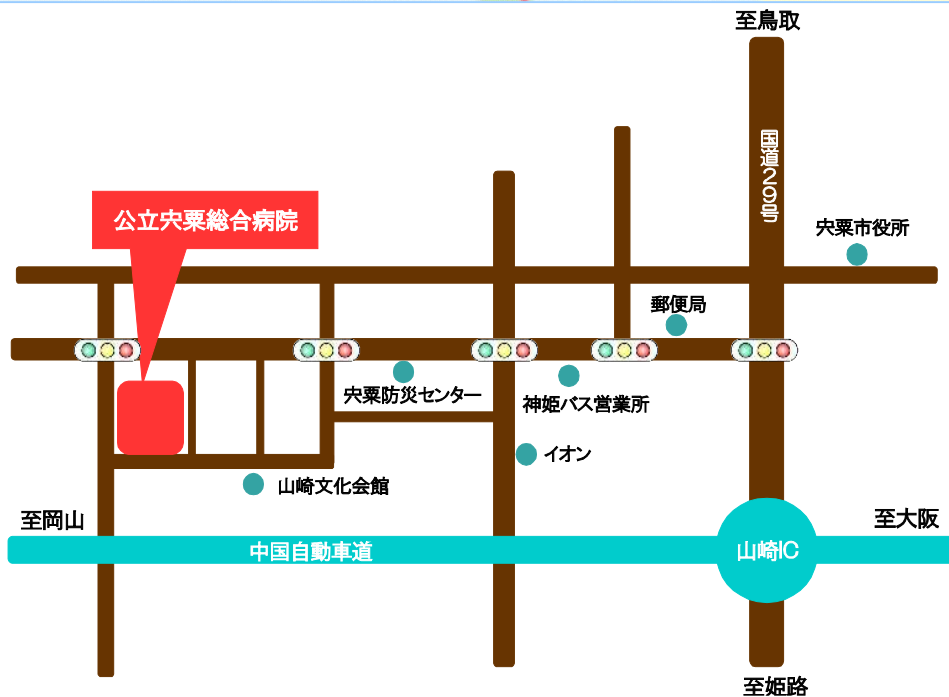 至鳥取
国道29号
公立宍粟総合病院
宍粟市役所
郵便局
宍粟防災センター
神姫バス営業所
イオン
山崎文化会館
至岡山
至大阪
中国自動車道
山崎IC
至姫路